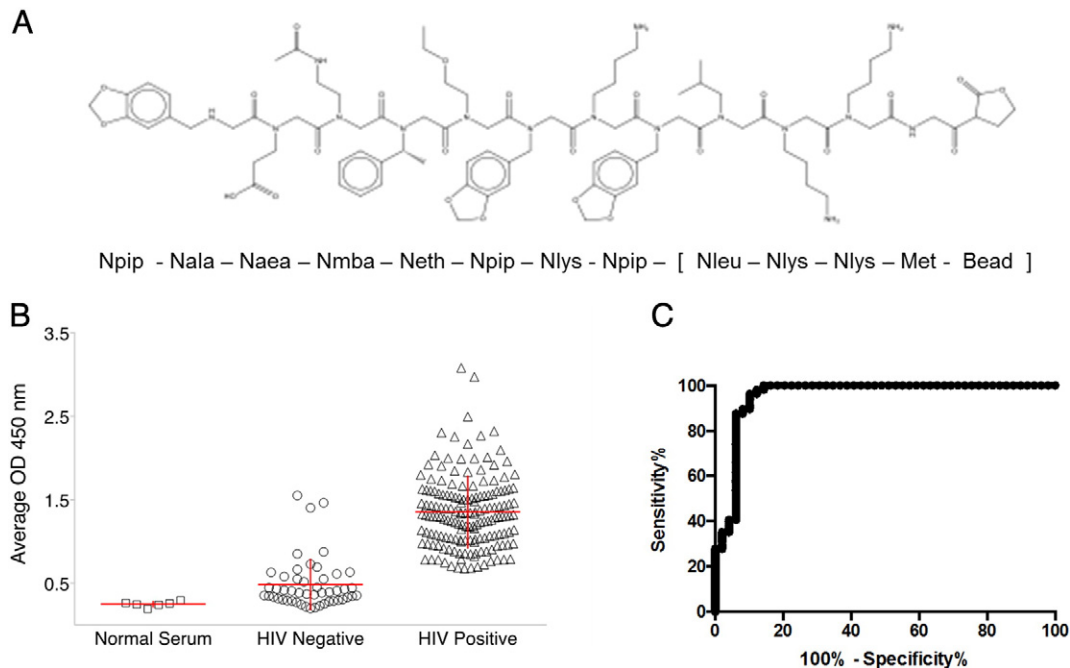 A
Npip - Nala – Naea – Nmba – Neth – Npip – Nlys - Npip – [ Nleu – Nlys – Nlys – Met - Bead ]
B
Average OD 450 nm
3.5
2.5
1.5
0.5
Normal Serum
HIV Negative
HIV Positive
C
Sensitivity%
100
80
60
40
20
0
0 20 40 60 80 100
100% - Specificity%